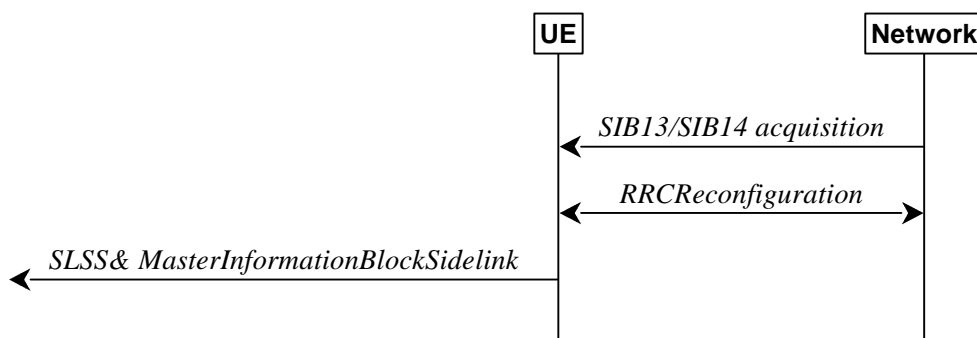 UE
Network
SIB13/SIB14 acquisition
RRCReconfiguration
SLSS& MasterInformationBlockSidelink